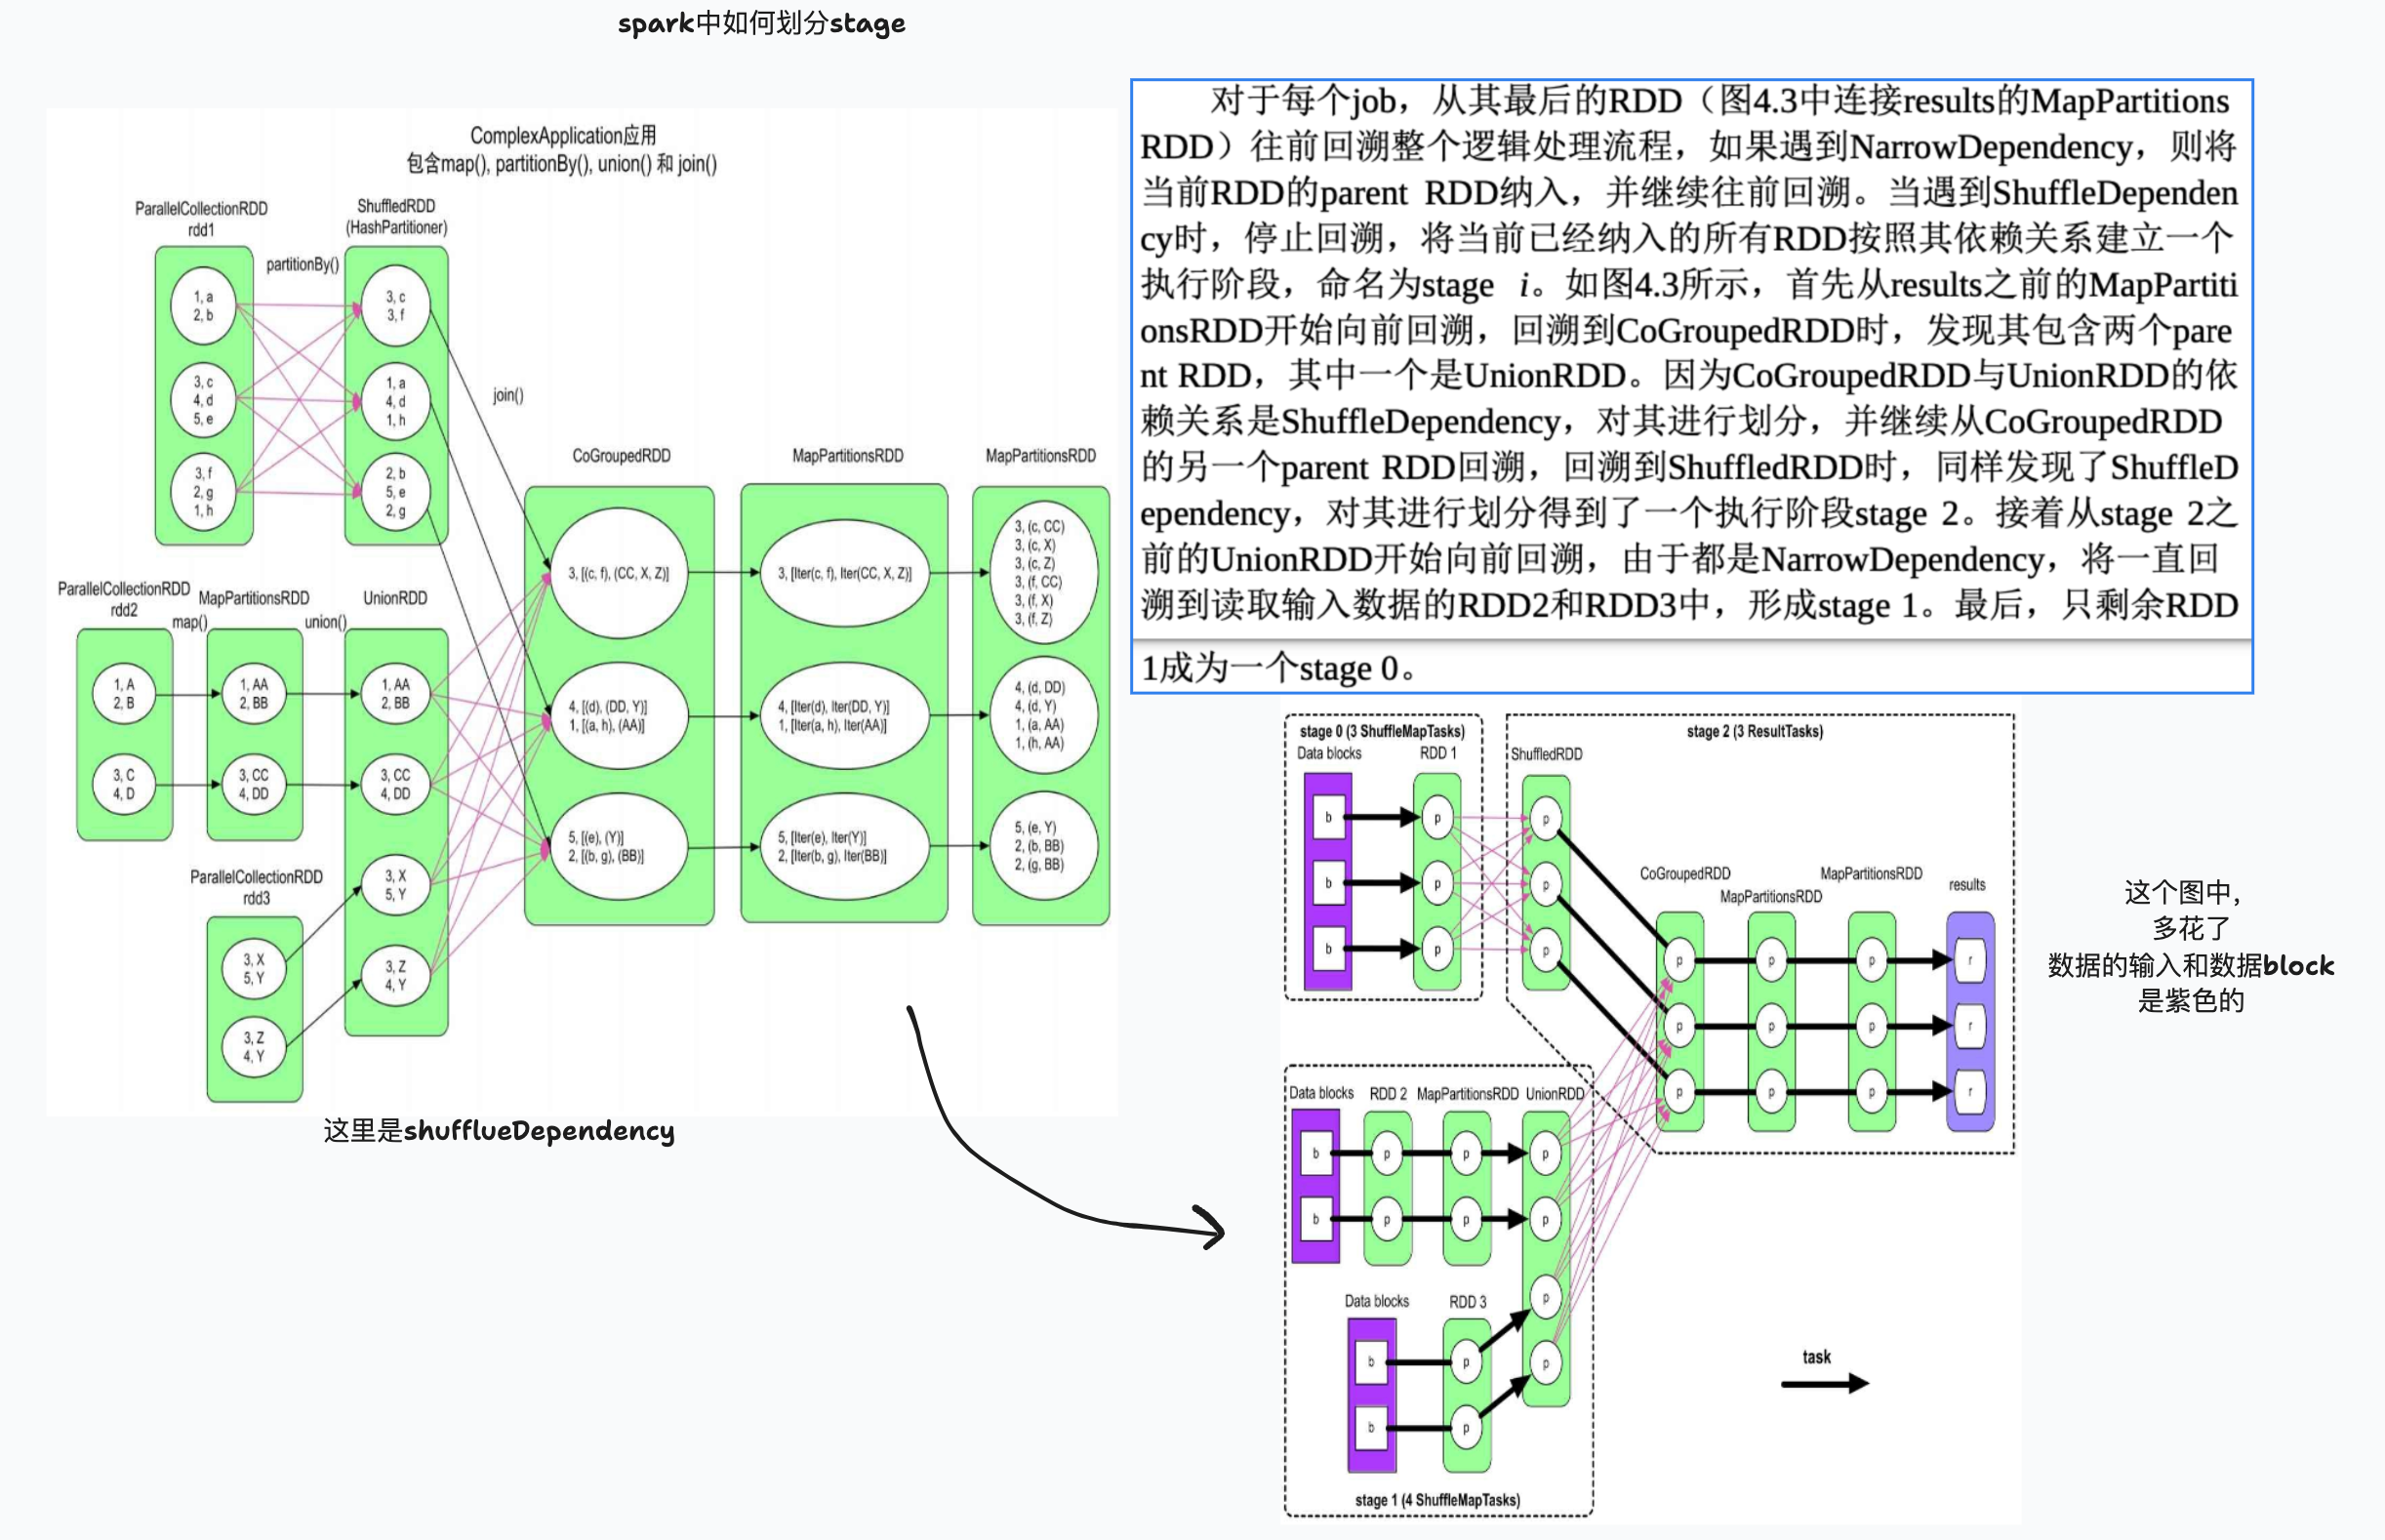 spark中如何划分stage
ComplexApplication应用
包含map(), partitionBy(), union() 和 join()
ParallelCollectionRDD
rdd1
partitionBy()
ShuffledRDD
(HashPartitioner)
1, a
2, b
3, c
4, d
5, e
3, f
2, g
1, h
3, c
3, f
1, a
4, d
1, h
2, b
5, e
2, g
join()
ParallelCollectionRDD
rdd2
map()
MapPartitionsRDD
union()
UnionRDD
1, A
2, B
3, C
4, D
1, AA
2, BB
3, CC
4, DD
1, AA
2, BB
3, CC
4, DD
3, X
5, Y
3, Z
4, Y
ParallelCollectionRDD
rdd3
3, X
5, Y
3, Z
4, Y
CoGroupedRDD
3, [(c, f), (CC, X, Z)]
4, [(d), (DD, Y)]
1, [(a, h), (AA)]
5, [(e), (Y)]
2, [(b, g), (BB)]
MapPartitionsRDD
3, [Iter(c, f), Iter(CC, X, Z)]
4, [Iter(d), Iter(DD, Y)]
1, [Iter(a, h), Iter(AA)]
5, [Iter(e), Iter(Y)]
2, [Iter(b, g), Iter(BB)]
MapPartitionsRDD
3, (c, CC)
3, (c, X)
3, (c, Z)
3, (f, CC)
3, (f, X)
3, (f, Z)
4, (d, DD)
4, (d, Y)
1, (a, AA)
1, (h, AA)
5, (e, Y)
2, (b, BB)
2, (g, BB)
这里是shufflueDependency
对于每个job，从其最后的RDD（图4.3中连接results的MapPartitions
RDD）往前回溯整个逻辑处理流程，如果遇到NarrowDependency，则将
当前RDD的parent RDD纳入，并继续往前回溯。当遇到ShuffleDependen
cy时，停止回溯，将当前已经纳入的所有RDD按照其依赖关系建立一个
执行阶段，命名为stage i。如图4.3所示，首先从results之前的MapPartiti
onsRDD开始向前回溯，回溯到CoGroupedRDD时，发现其包含两个pare
nt RDD，其中一个是UnionRDD。因为CoGroupedRDD与UnionRDD的依
赖关系是ShuffleDependency，对其进行划分，并继续从CoGroupedRDD
的另一个parent RDD回溯，回溯到ShuffledRDD时，同样发现了ShuffleD
ependency，对其进行划分得到了一个执行阶段stage 2。接着从stage 2之
前的UnionRDD开始向前回溯，由于都是NarrowDependency，将一直回
溯到读取输入数据的RDD2和RDD3中，形成stage 1。最后，只剩余RDD
1成为一个stage 0。
stage 0 (3 ShuffleMapTasks)
Data blocks
RDD 1
b
b
b
p
p
p
stage 2 (3 ResultTasks)
ShuffledRDD
p
p
p
CoGroupedRDD
MapPartitionsRDD
MapPartitionsRDD
results
p
p
p
r
p
p
p
r
p
p
p
r
Data blocks
RDD 2
MapPartitionsRDD
UnionRDD
b
p
p
p
b
p
p
p
Data blocks
RDD 3
p
b
p
p
b
p
stage 1 (4 ShuffleMapTasks)
task
这个图中，
多花了
数据的输入和数据block
是紫色的